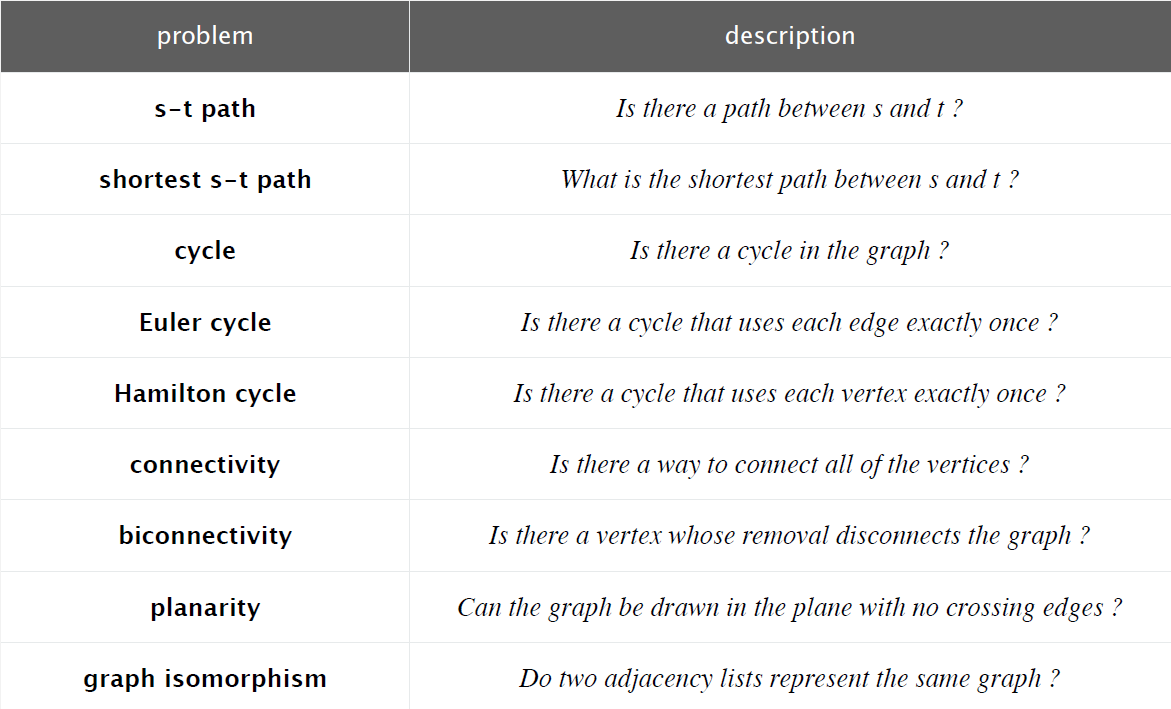 problem description
s-t path Is there a path between s and t ?
shortest s-t path What is the shortest path between s and t ?
cycle Is there a cycle in the graph ?
Euler cycle Is there a cycle that uses each edge exactly once ?
Hamilton cycle Is there a cycle that uses each vertex exactly once ?
connectivity Is there a way to connect all of the vertices ?
biconnectivity Is there a vertex whose removal disconnects the graph ?
planarity Can the graph be drawn in the plane with no crossing edges ?
graph isomorphism Do two adjacency lists represent the same graph ?